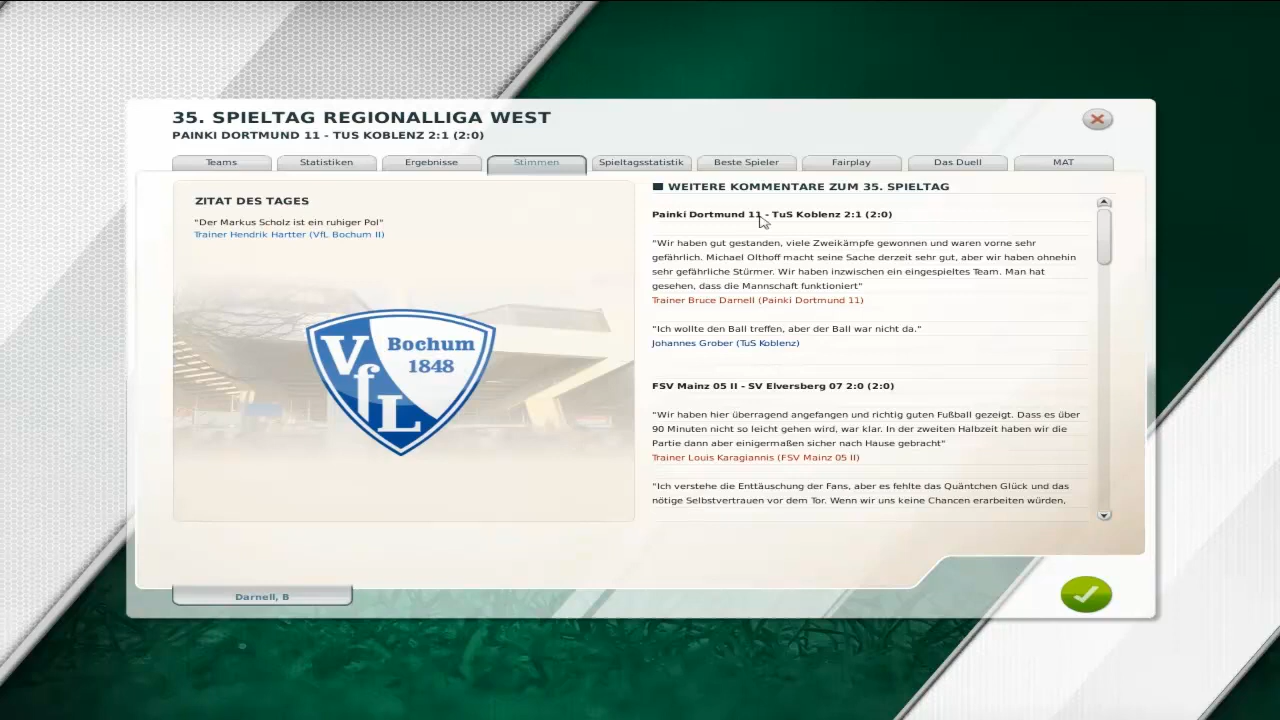 35. SPIELTAG REGIONALLIGA WEST
PAINKI DORTMUND 11 - TUS KOBLENZ 2:1 (2:0)
Teams
Statistiken
Ergebnisse
Stimmen
Spieltagsstatistik
Beste Spieler
Fairplay
Das Duell
MAT
ZITAT DES TAGES
"Der Markus Scholz ist ein ruhiger Pol"
Trainer Hendrik Hartter (VfL Bochum II)
VfL
Bochum
1848
WEITERE KOMMENTARE ZUM 35. SPIELTAG
Painki Dortmund 11 - TuS Koblenz 2:1 (2:0)
"Wir haben gut gestanden, viele Zweikämpfe gewonnen und waren vorne sehr
gefährlich. Michael Olthoff macht seine Sache derzeit sehr gut, aber wir haben ohnehin
sehr gefährliche Stürmer. Wir haben inzwischen ein eingespieltes Team. Man hat
gesehen, dass die Mannschaft funktioniert"
Trainer Bruce Darnell (Painki Dortmund 11)
"Ich wollte den Ball treffen, aber der Ball war nicht da."
Johannes Grober (TuS Koblenz)
FSV Mainz 05 II - SV Elversberg 07 2:0 (2:0)
"Wir haben hier überragend angefangen und richtig guten Fußball gezeigt. Dass es über
90 Minuten nicht so leicht gehen wird, war klar. In der zweiten Halbzeit haben wir die
Partie dann aber einigermaßen sicher nach Hause gebracht"
Trainer Louis Karagiannis (FSV Mainz 05 II)
"Ich verstehe die Enttäuschung der Fans, aber es fehlte das Quäntchen Glück und das
nötige Selbstvertrauen vor dem Tor. Wenn wir uns keine Chancen erarbeiten würden,
Darnell, B